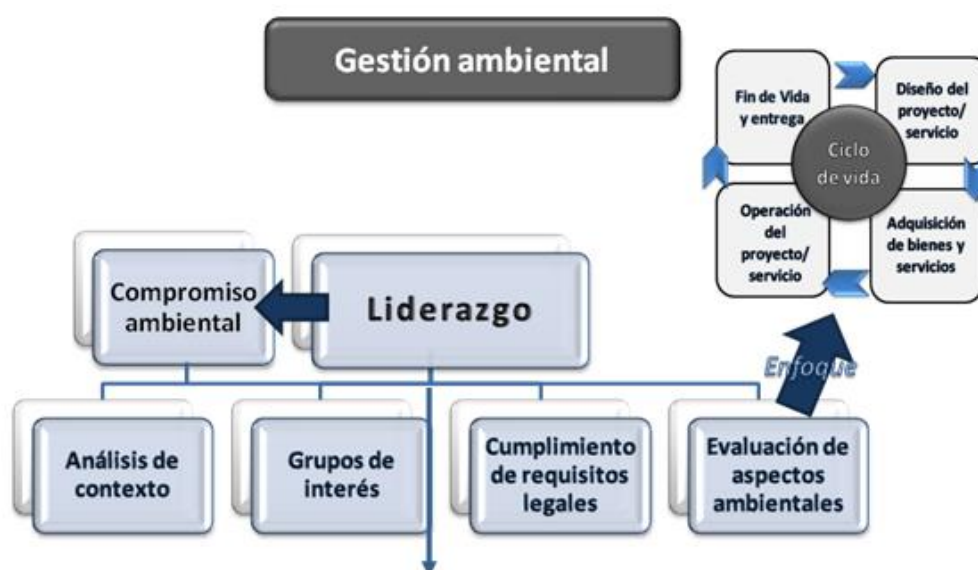 Gestión ambiental
Fin de Vida
y entrega
Diseño del
proyecto/
servicio
Ciclo
de vida
Operación
del
proyecto/
servicio
Adquisición
de bienes y
servicios
Compromiso
ambiental
Liderazgo
Enfoque
Análisis de
contexto
Grupos de
interés
Cumplimiento
de requisitos
legales
Evaluación de
aspectos
ambientales